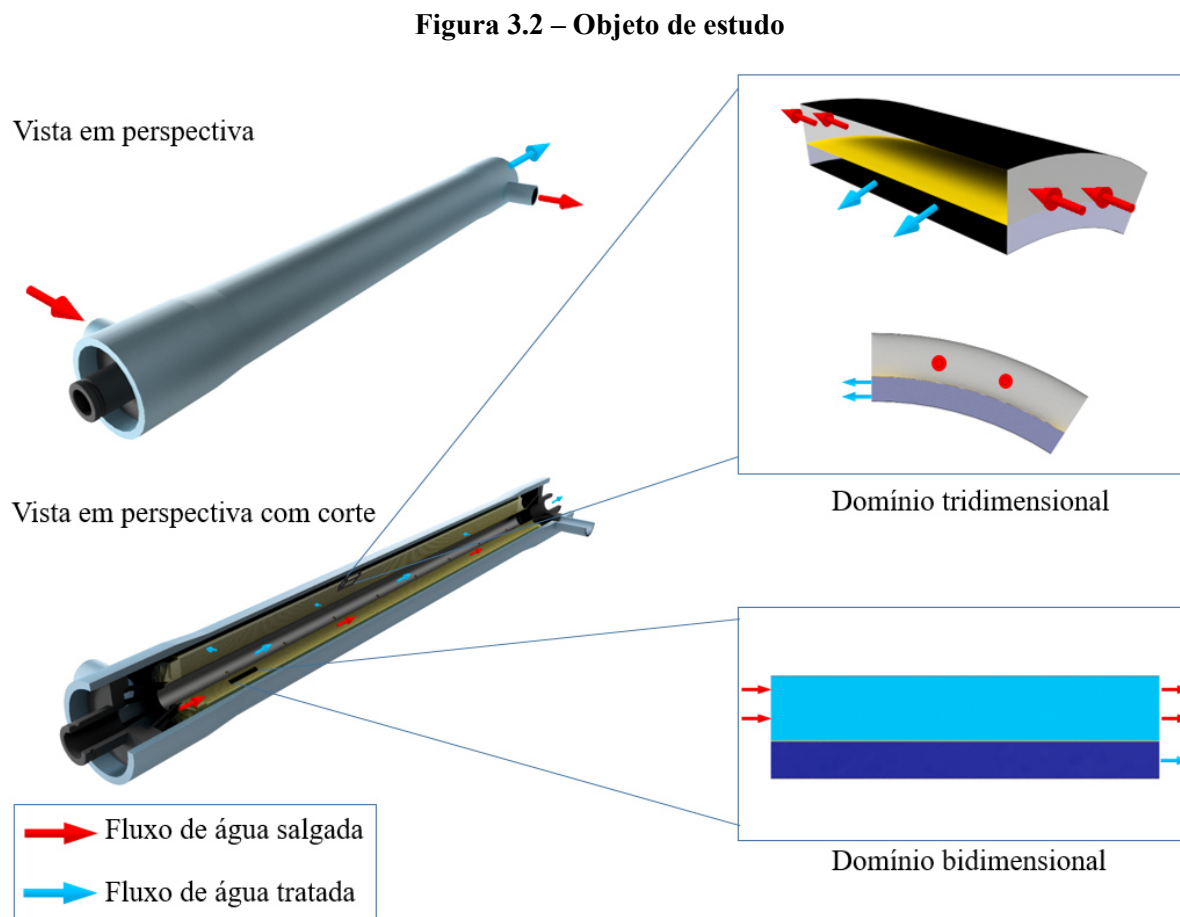 Figura 3.2 – Objeto de estudo
Vista em perspectiva
Vista em perspectiva com corte
Domínio tridimensional
Domínio bidimensional
Fluxo de água salgada
Fluxo de água tratada